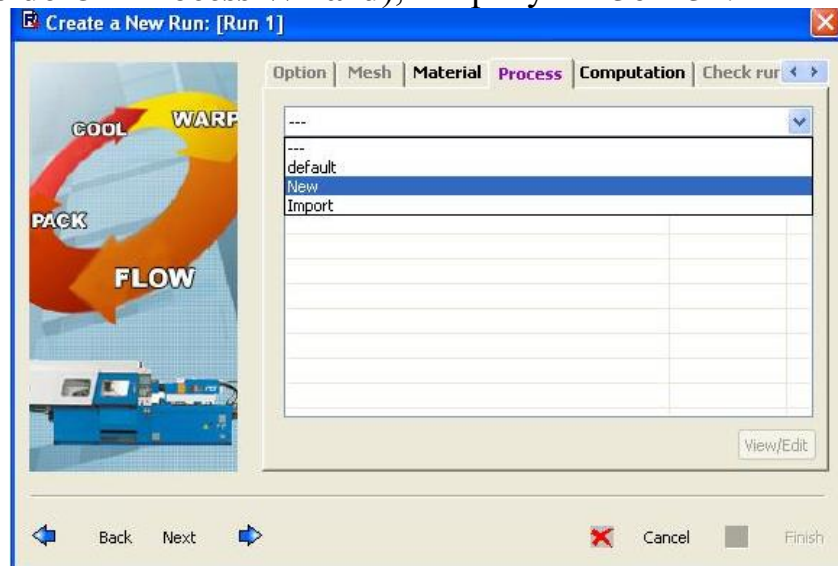 Create a New Run: [Run 1]
Option Mesh Material Process Computation Check rur
---
---
default
New
Import
View/Edit
COOL
WARP
PACK
FLOW
Back Next Cancel Finish